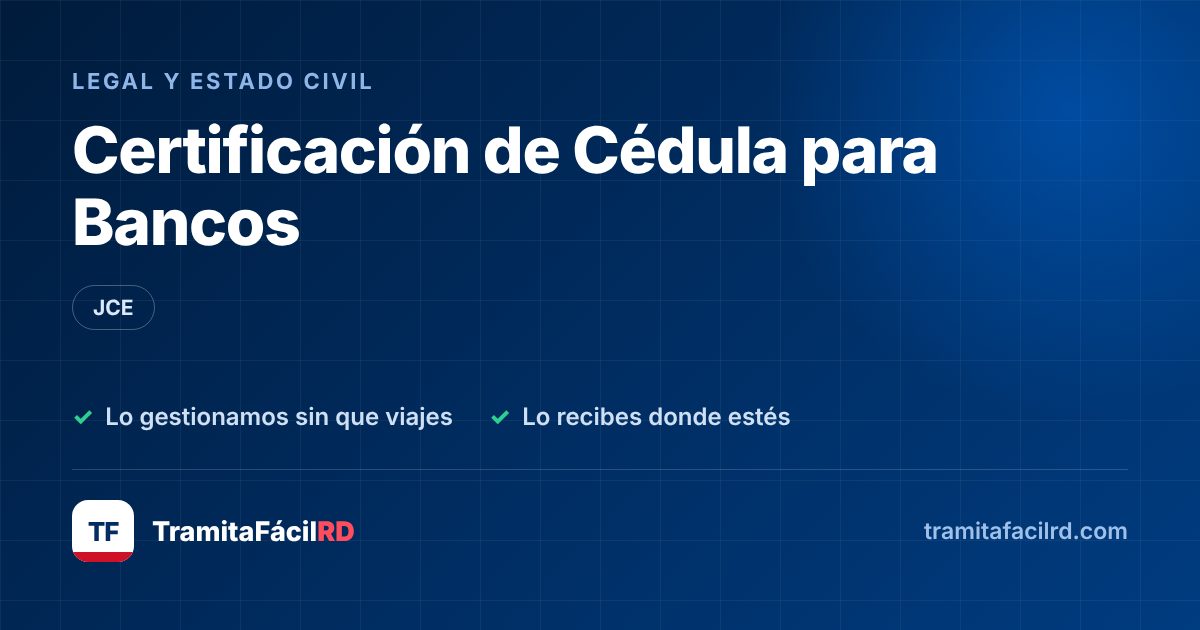 LEGAL Y ESTADO CIVIL
Certificación de Cédula para
Bancos
JCE
Lo gestionamos sin que viajes
Lo recibes donde estés
TF
TramitaFácilRD
tramitafacilrd.com